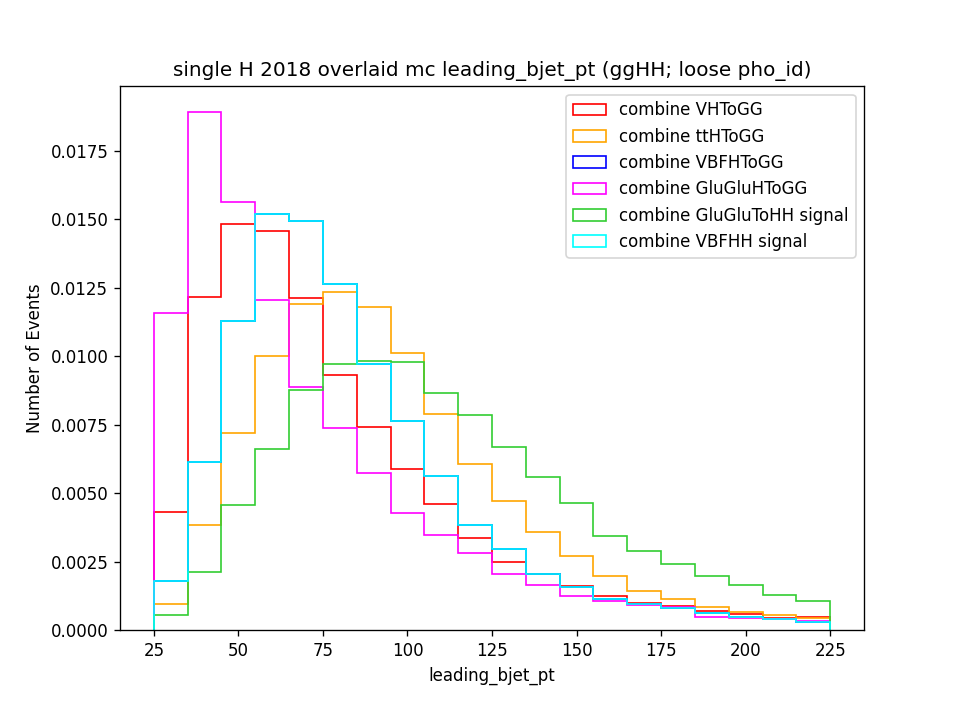 single H 2018 overlaid mc leading_bjet_pt (ggHH; loose pho_id)
combine VHToGG
combine ttHToGG
combine VBFHToGG
combine GluGluHToGG
combine GluGluToHH signal
combine VBFHH signal
Number of Events
0.0175
0.0150
0.0125
0.0100
0.0075
0.0050
0.0025
0.0000
25 50 75 100 125 150 175 200 225
leading_bjet_pt